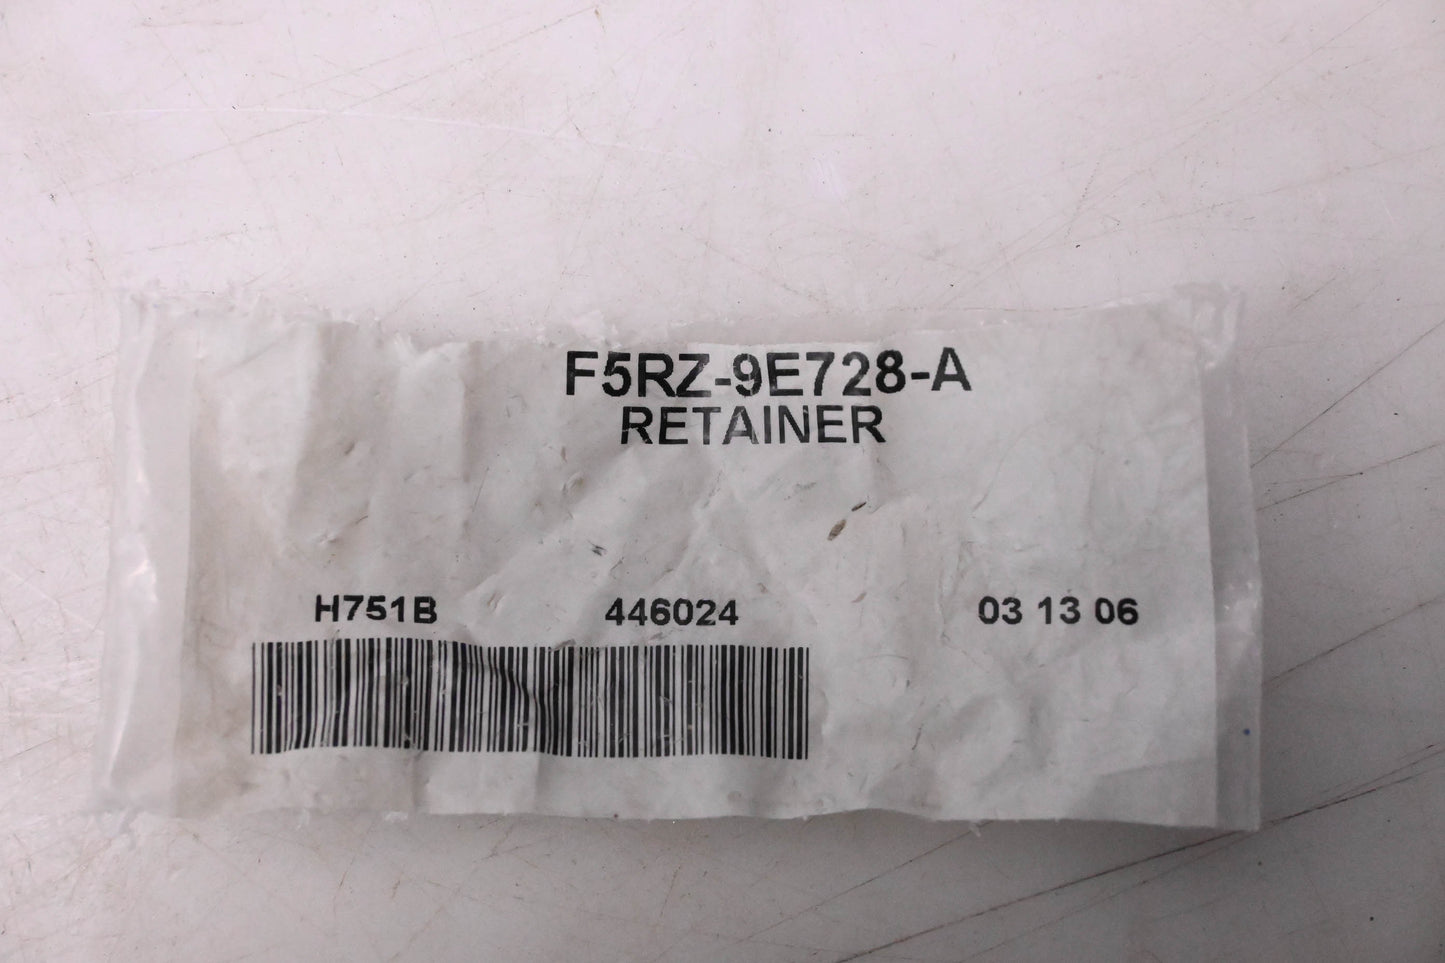 F5RZ-9E728-A
RETAINER
H751B 446024 03 13 06